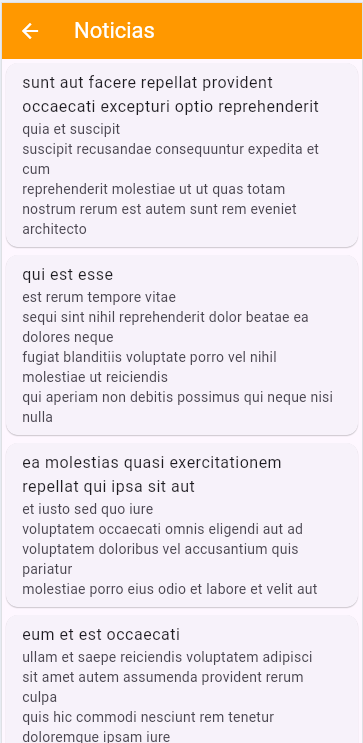 Noticias
sunt aut facere repellat provident
occaecati excepturi optio reprehenderit
quia et suscipit
suscipit recusandae consequuntur expedita et
cum
reprehenderit molestiae ut ut quas totam
nostrum rerum est autem sunt rem eveniet
architecto
qui est esse
est rerum tempore vitae
sequi sint nihil reprehenderit dolor beatae ea
dolores neque
fugiat blanditiis voluptate porro vel nihil
molestiae ut reiciendis
qui aperiam non debitis possimus qui neque nisi
nulla
ea molestias quasi exercitationem
repellat qui ipsa sit aut
et iusto sed quo iure
voluptatem occaecati omnis eligendi aut ad
voluptatem doloribus vel accusantium quis
pariatur
molestiae porro eius odio et labore et velit aut
eum et est occaecati
ullam et saepe reiciendis voluptatem adipisci
sit amet autem assumenda provident rerum
culpa
quis hic commodi nesciunt rem tenetur
doloremque ipsam iure